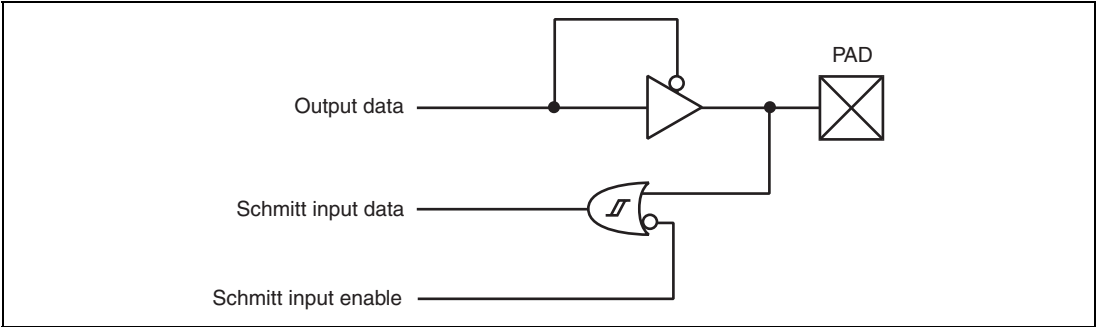 PAD
Output data
Schmitt input data
Schmitt input enable